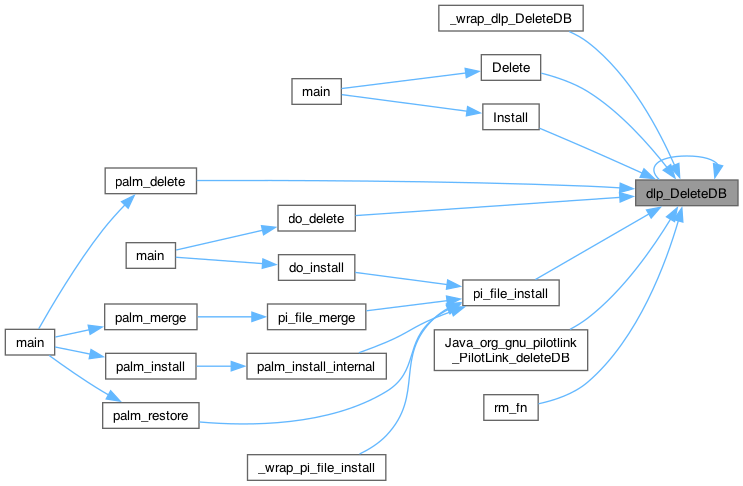 _wrap_dlp_DeleteDB
Delete
main
Install
palm_delete
dlp_DeleteDB
do_delete
main
do_install
pi_file_install
palm_merge
pi_file_merge
main
Java_org_gnu_pilotlink
_PilotLink_deleteDB
palm_install
palm_install_internal
rm_fn
palm_restore
_wrap_pi_file_install